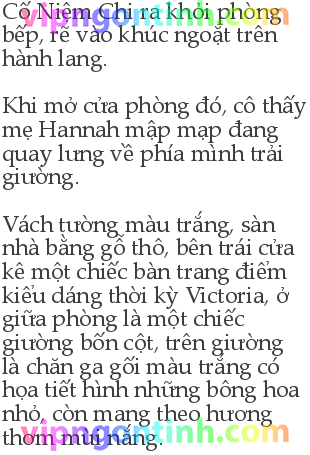 Cố Niệm Chi ra khỏi phòng
bếp, rẽ vào khúc ngoặt trên
hành lang.
Khi mở cửa phòng đó, cô thấy
mẹ Hannah mập mạp đang
quay lưng về phía mình trải
giường.
Vách tường màu trắng, sàn
nhà bằng gỗ thô, bên trái cửa
kê một chiếc bàn trang điểm
kiểu dáng thời kỳ Victoria, ở
giữa phòng là một chiếc
giường bốn cột, trên giường
là chăn ga gối màu trắng có
họa tiết hình những bông hoa
nhỏ, còn mang theo hương
thơm mùi nắng.
vipngontinh.com
vipngontinh.com